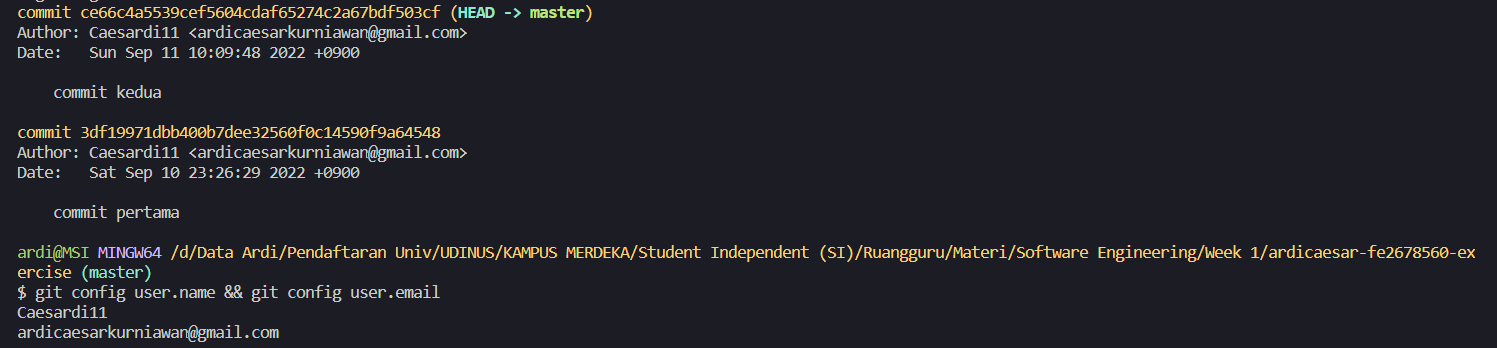 commit ce66c4a5539cef5604cdaf65274c2a67bdf503cf (HEAD -> master)
Author: Caesardi11 <ardicaesarkurniawan@gmail.com>
Date:   Sun Sep 11 10:09:48 2022 +0900
    commit kedua
commit 3df19971dbb400b7dee32560f0c14590f9a64548
Author: Caesardi11 <ardicaesarkurniawan@gmail.com>
Date:   Sat Sep 10 23:26:29 2022 +0900
    commit pertama
ardi@MSI MINGW64 /d/Data Ardi/Pendaftaran Univ/UDINUS/KAMPUS MERDEKA/Student Independent (SI)/Ruangguru/Materi/Software Engineering/Week 1/ardicaesar-fe2678560-ex
ercise (master)
$ git config user.name && git config user.email
Caesardi11
ardicaesarkurniawan@gmail.com